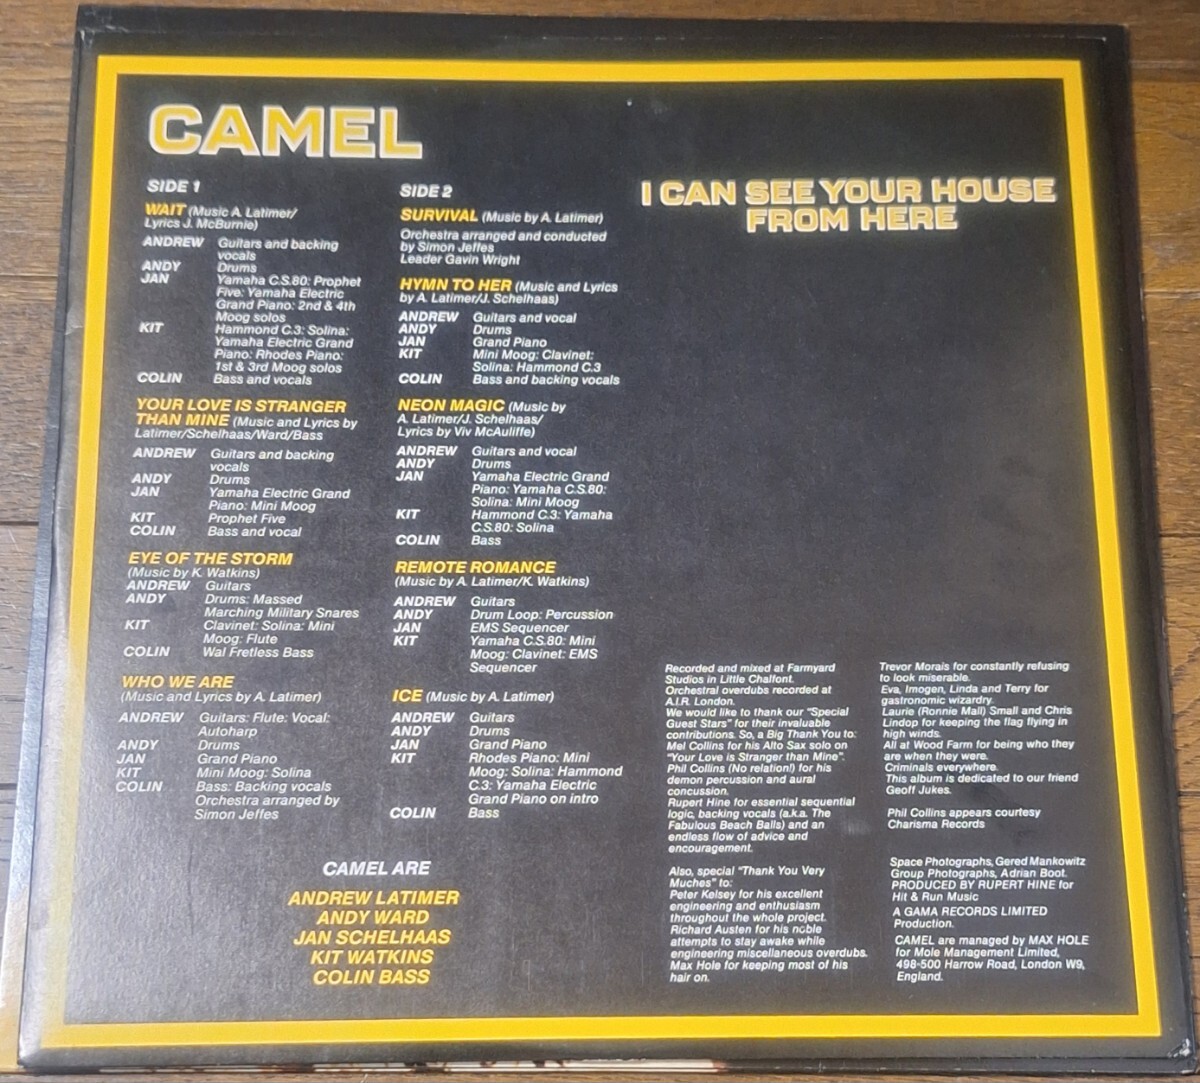 CAMEL
SIDE 1
WAIT (Music A. Latimer/
Lyrics J. McBurnie)
ANDREW Guitars and backing
vocals
ANDY Drums
JAN Yamaha C.S.80: Prophet
Five: Yamaha Electric
Grand Piano: 2nd & 4th
Moog solos
KIT Hammond C.3: Solina:
Yamaha Electric Grand
Piano: Rhodes Piano:
1st & 3rd Moog solos
COLIN Bass and vocals
YOUR LOVE IS STRANGER
THAN MINE (Music and Lyrics by
Latimer/Schelhaas/Ward/Bass
ANDREW Guitars and backing
vocals
ANDY Drums
JAN Yamaha Electric Grand
Piano: Mini Moog
KIT Prophet Five
COLIN Bass and vocal
EYE OF THE STORM
(Music by K. Watkins)
ANDREW Guitars
ANDY Drums: Massed
Marching Military Snares
KIT Clavinet: Solina: Mini
Moog: Flute
COLIN Wal Fretless Bass
WHO WE ARE
(Music and Lyrics by A. Latimer)
ANDREW Guitars: Flute: Vocal:
Autoharp
ANDY Drums
JAN Grand Piano
KIT Mini Moog: Solina
COLIN Bass: Backing vocals
Orchestra arranged by
Simon Jeffes
SIDE 2
SURVIVAL (Music by A. Latimer)
Orchestra arranged and conducted
by Simon Jeffes
Leader Gavin Wright
HYMN TO HER (Music and Lyrics
by A. Latimer/J. Schelhaas)
ANDREW Guitars and vocal
ANDY Drums
JAN Grand Piano
KIT Mini Moog: Clavinet:
Solina: Hammond C.3
COLIN Bass and backing vocals
NEON MAGIC (Music by
A. Latimer/J. Schelhaas/
Lyrics by Viv McAuliffe)
ANDREW Guitars and vocal
ANDY Drums
JAN Yamaha Electric Grand
Piano: Yamaha C.S.80:
Solina: Mini Moog
KIT Hammond C.3: Yamaha
C.S.80: Solina
COLIN Bass
REMOTE ROMANCE
(Music by A. Latimer/K. Watkins)
ANDREW Guitars
ANDY Drum Loop: Percussion
JAN EMS Sequencer
KIT Yamaha C.S.80: Mini
Moog: Clavinet: EMS
Sequencer
ICE (Music by A. Latimer)
ANDREW Guitars
ANDY Drums
JAN Grand Piano
KIT Rhodes Piano: Mini
Moog: Solina: Hammond
C.3: Yamaha Electric
Grand Piano on intro
COLIN Bass
CAMEL ARE
ANDREW LATIMER
ANDY WARD
JAN SCHELHAAS
KIT WATKINS
COLIN BASS
I CAN SEE YOUR HOUSE
FROM HERE
Recorded and mixed at Farmyard
Studios in Little Chalfont.
Orchestral overdubs recorded at
A.I.R. London.
We would like to thank our "Special
Guest Stars" for their invaluable
contributions. So, a Big Thank You to:
Mel Collins for his Alto Sax solo on
"Your Love is Stranger than Mine".
Phil Collins (No relation!) for his
demon percussion and aural
concussion.
Rupert Hine for essential sequential
logic, backing vocals (a.k.a. The
Fabulous Beach Balls) and an
endless flow of advice and
encouragement.
Also, special "Thank You Very
Muches" to:
Peter Kelsey for his excellent
engineering and enthusiasm
throughout the whole project.
Richard Austen for his noble
attempts to stay awake while
engineering miscellaneous overdubs.
Max Hole for keeping most of his
hair on.
Trevor Morais for constantly refusing
to look miserable.
Eva, Imogen, Linda and Terry for
gastronomic wizardry.
Laurie (Ronnie Mall) Small and Chris
Lindop for keeping the flag flying in
high winds.
All at Wood Farm for being who they
are when they were.
Criminals everywhere.
This album is dedicated to our friend
Geoff Jukes.
Phil Collins appears courtesy
Charisma Records
Space Photographs, Gered Mankowitz
Group Photographs, Adrian Boot.
PRODUCED BY RUPERT HINE for
Hit & Run Music
A GAMA RECORDS LIMITED
Production.
CAMEL are managed by MAX HOLE
for Mole Management Limited,
498-500 Harrow Road, London W9,
England.